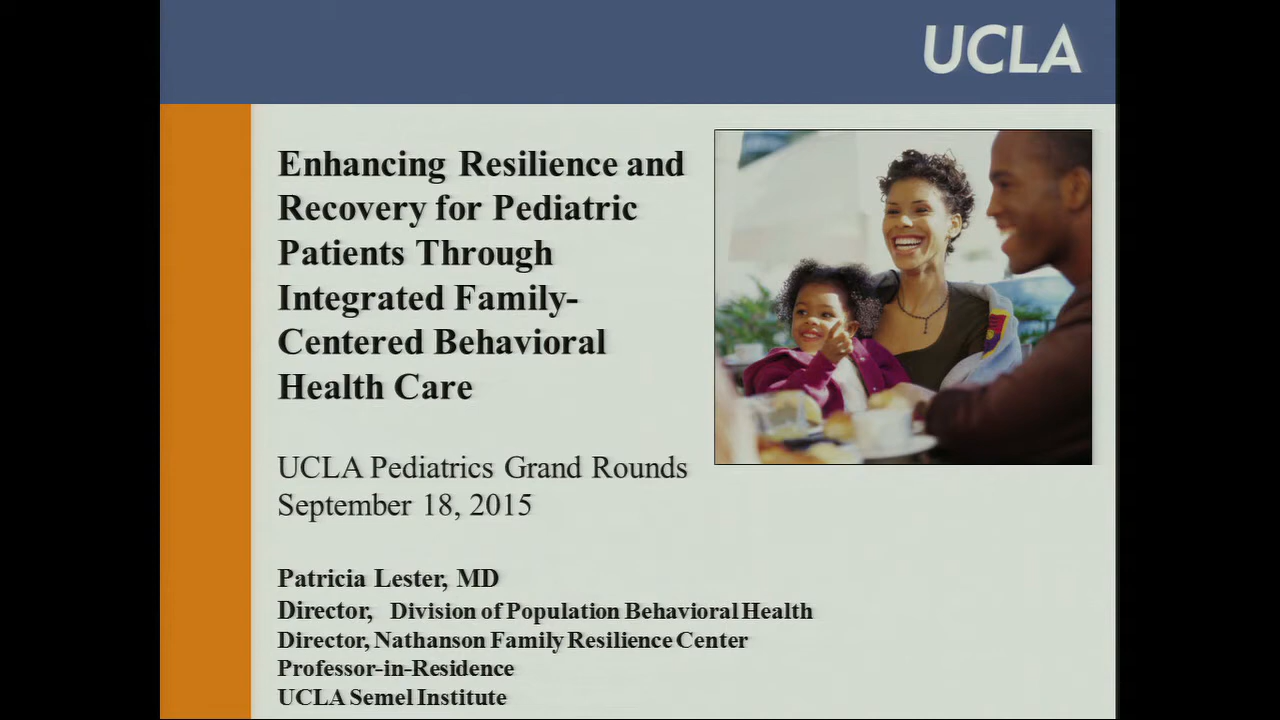 UCLA
Enhancing Resilience and
Recovery for Pediatric
Patients Through
Integrated Family-
Centered Behavioral
Health Care
UCLA Pediatrics Grand Rounds
September 18, 2015
Patricia Lester, MD
Director, Division of Population Behavioral Health
Director, Nathanson Family Resilience Center
Professor-in-Residence
UCLA Semel Institute